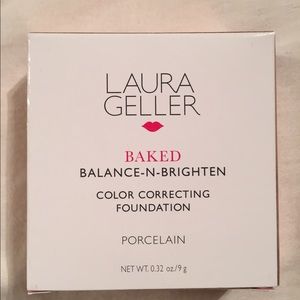 LAURA
GELLER
BAKED
BALANCE-N-BRIGHTEN
COLOR CORRECTING
FOUNDATION
PORCELAIN
NET WT. 0.32 oz./9 g